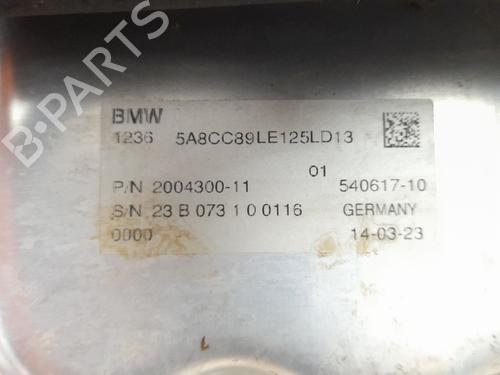 BMW
1236 5A8CC89LE125LD13
01
P/N 2004300-11 540617-10
S/N 23 B 073 1 0 0116 GERMANY
0000 14-03-23
B-PARTS